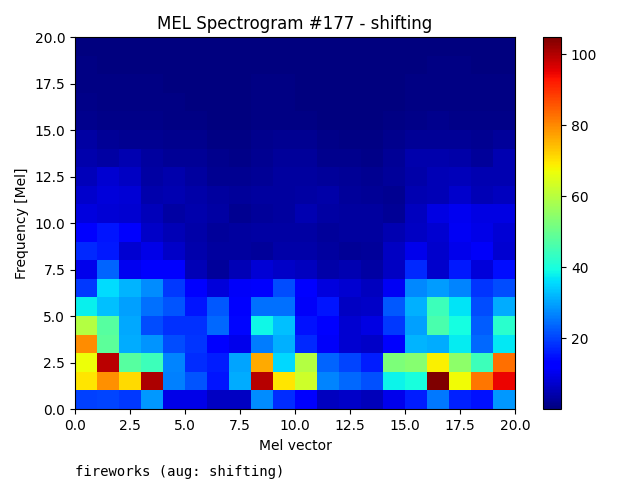 MEL Spectrogram #177 - shifting
20.0
17.5
15.0
12.5
10.0
7.5
5.0
2.5
0.0
Frequency [Mel]
0.0 2.5 5.0 7.5 10.0 12.5 15.0 17.5 20.0
Mel vector
100
80
60
40
20
fireworks (aug: shifting)